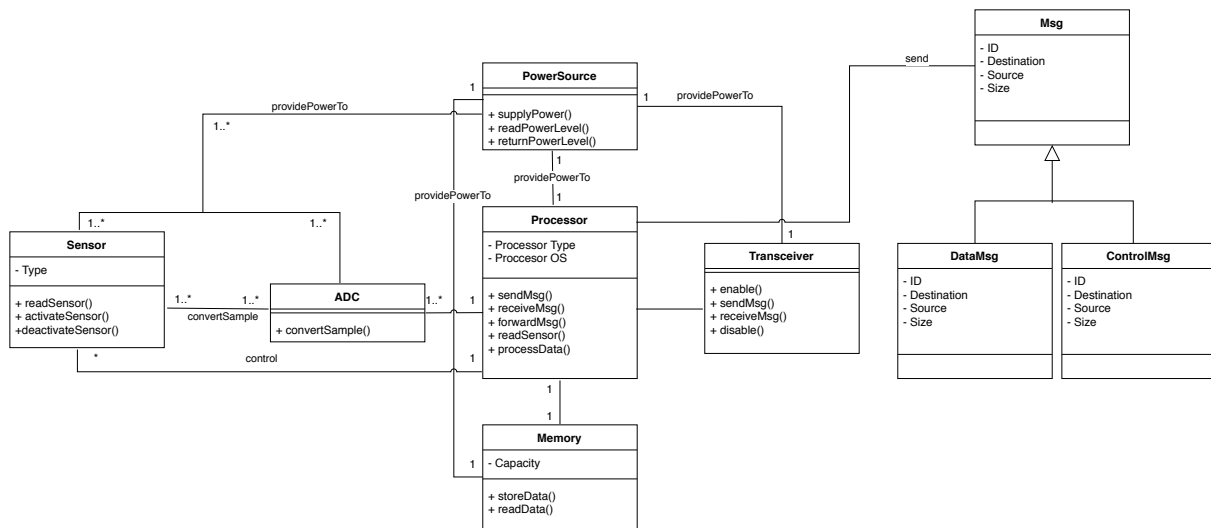 Msg
- ID
- Destination
- Source
- Size
send
PowerSource
+ supplyPower()
+ readPowerLevel()
+ returnPowerLevel()
1
1
providePowerTo
providePowerTo
1..*
1
providePowerTo
1
providePowerTo
1..*
1..*
1
Sensor
- Type
+ readSensor()
+ activateSensor()
+deactivateSensor()
1..*
1..*
convertSample
ADC
+ convertSample()
1..*
1
Processor
- Processor Type
- Proccesor OS
+ sendMsg()
+ receiveMsg()
+ forwardMsg()
+ readSensor()
+ processData()
Transceiver
+ enable()
+ sendMsg()
+ receiveMsg()
+ disable()
DataMsg
- ID
- Destination
- Source
- Size
ControlMsg
- ID
- Destination
- Source
- Size
*
control
1
1
1
1
Memory
- Capacity
+ storeData()
+ readData()